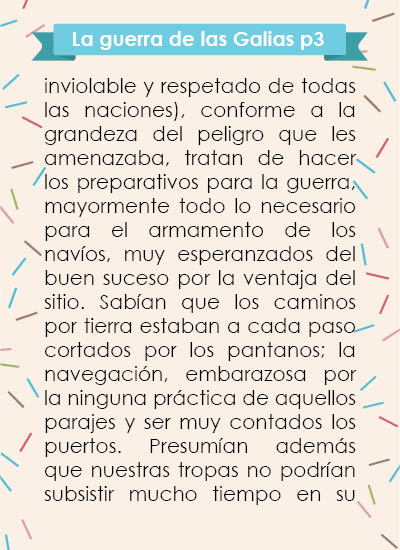 La guerra de las Galias p3
inviolable y respetado de todas
las naciones), conforme a la
grandeza del peligro que les
amenazaba, tratan de hacer
los preparativos para la guerra,
mayormente todo lo necesario
para el armamento de los
navíos, muy esperanzados del
buen suceso por la ventaja del
sitio. Sabían que los caminos
por tierra estaban a cada paso
cortados por los pantanos; la
navegación, embarazosa por
la ninguna práctica de aquellos
parajes y ser muy contados los
puertos. Presumían además
que nuestras tropas no podrían
subsistir mucho tiempo en su